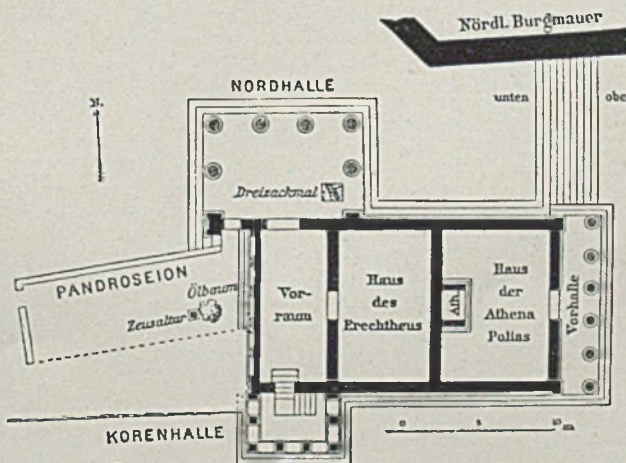 Nördl. Burgmauer
NORDHALLE
unten
obe
N.
Dreizackmal
PANDROSEION
Ölbaum
Zeusaltar
Vor-
raum
Haus
des
Erechtheus
Ath.
Haus
der
Athena
Polias
Vorhalle
KORENHALLE
0 5 10 m